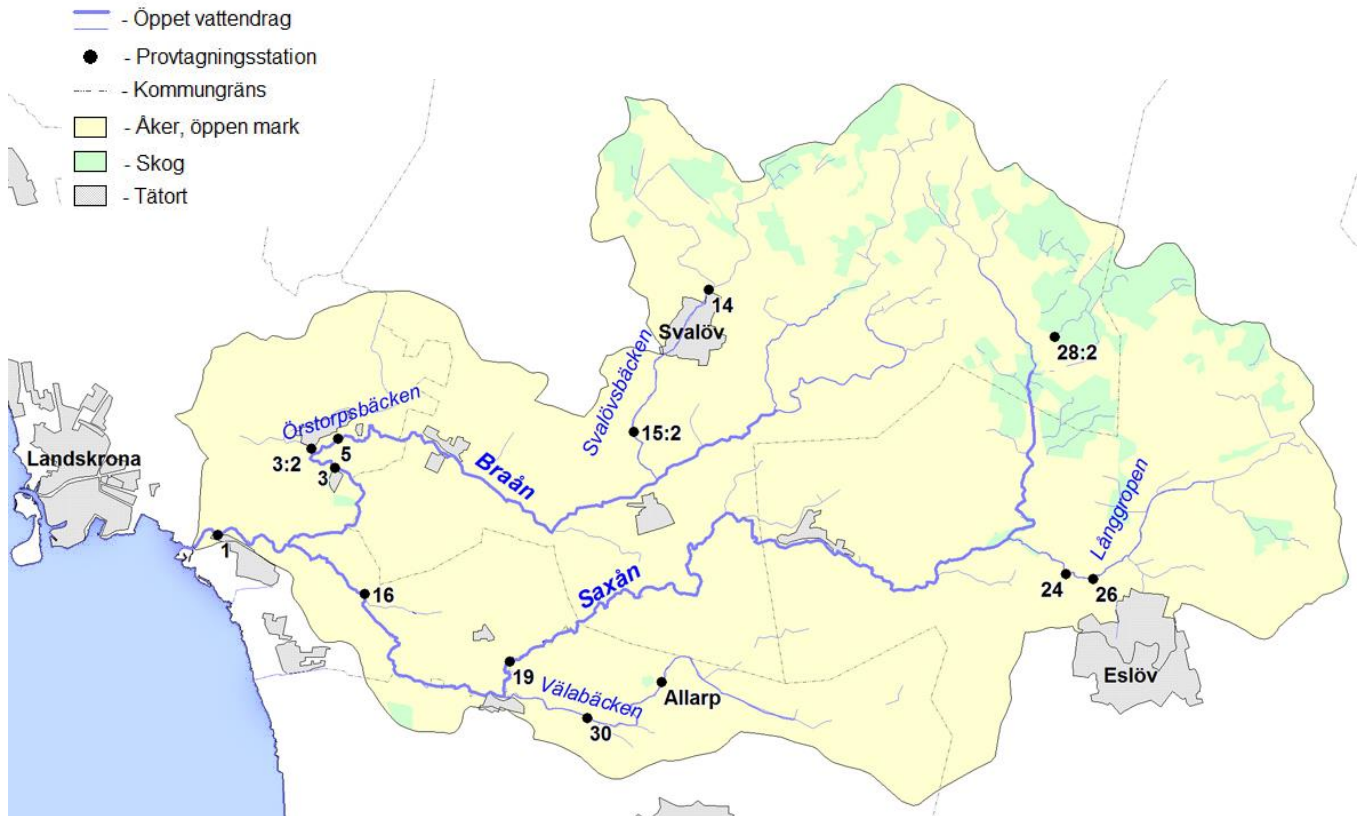 - Öppet vattendrag
- Provtagningsstation
- Kommungräns
- Åker, öppen mark
- Skog
- Tätort
14
Svalöv
28:2
Svalövsbäcken
Örstorpsbäcken
15:2
5
3:2
3
Landskrona
Braån
Långgropen
1
24
26
16
Saxån
19
Välabäcken
Allarp
Eslöv
30